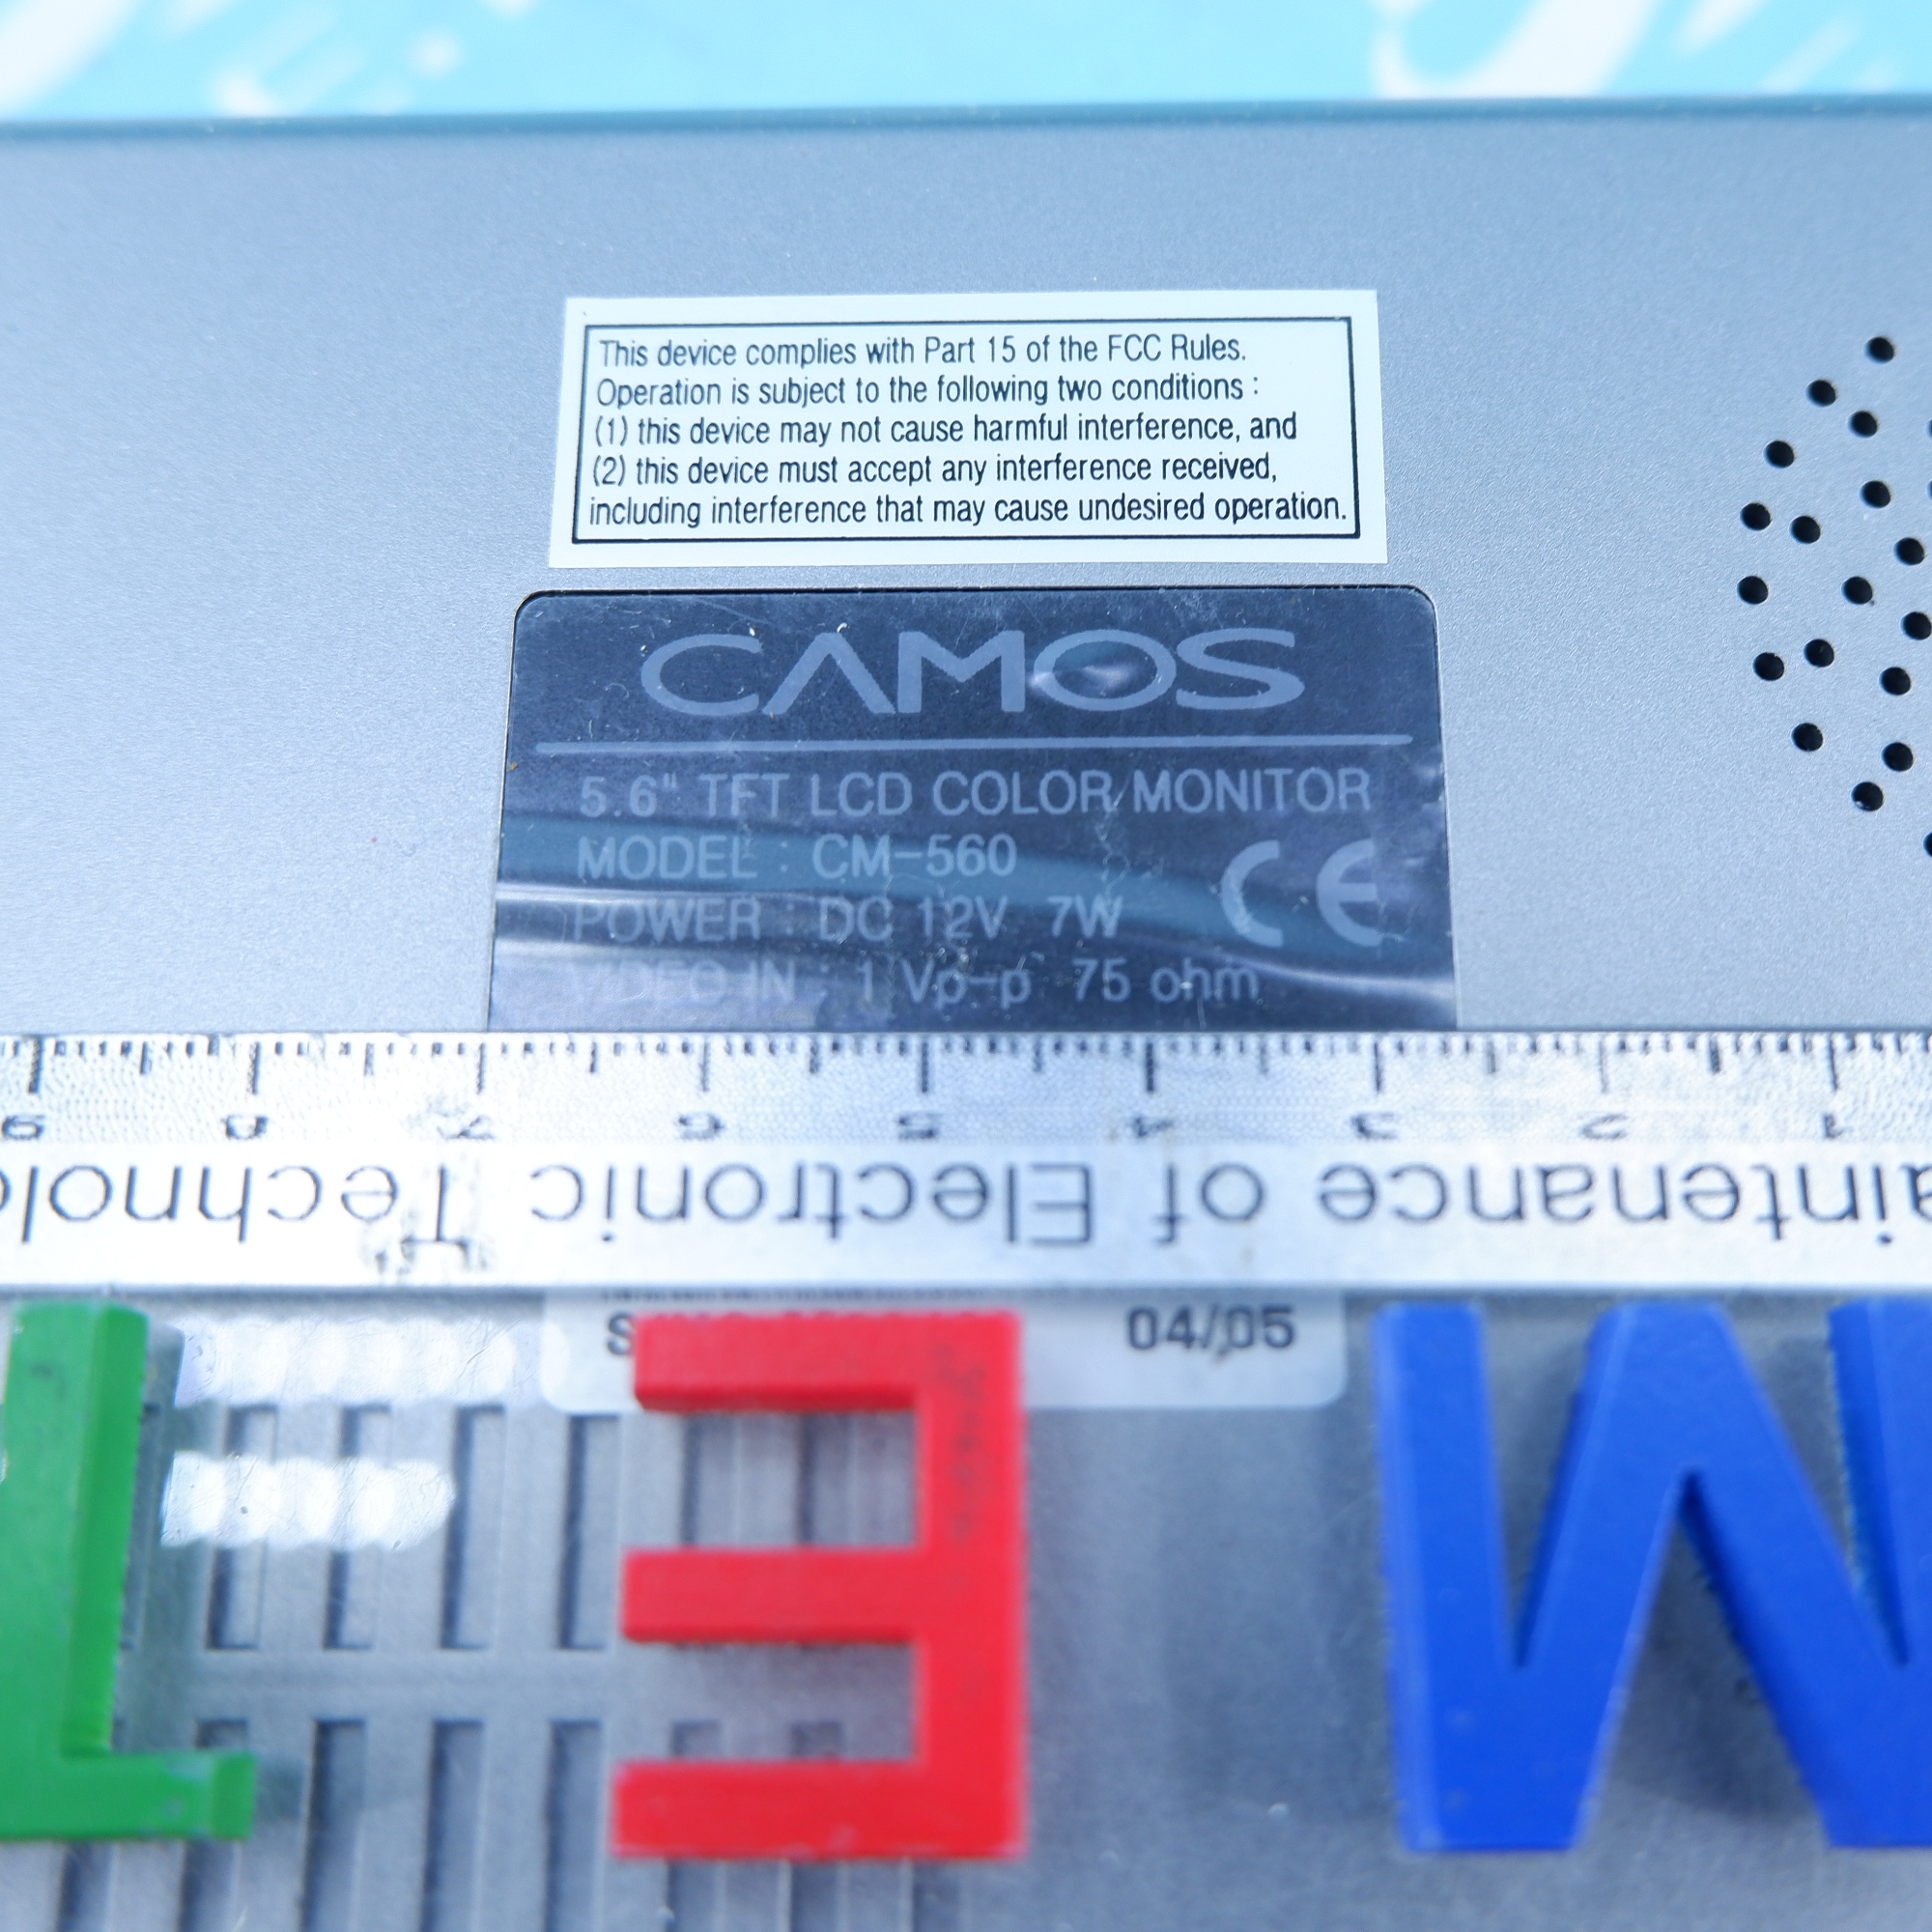 This device complies with Part 15 of the FCC Rules.
Operation is subject to the following two conditions :
(1) this device may not cause harmful interference, and
(2) this device must accept any interference received,
including interference that may cause undesired operation.
CAMOS
5.6" TFT LCD COLOR MONITOR
MODEL : CM-560
CE
POWER : DC 12V 7W
VIDEO IN : 1 Vp-p 75 ohm
9 8 7 6 5 4 3 2 1
aintenance of Electronic Technolo
04/05
E M